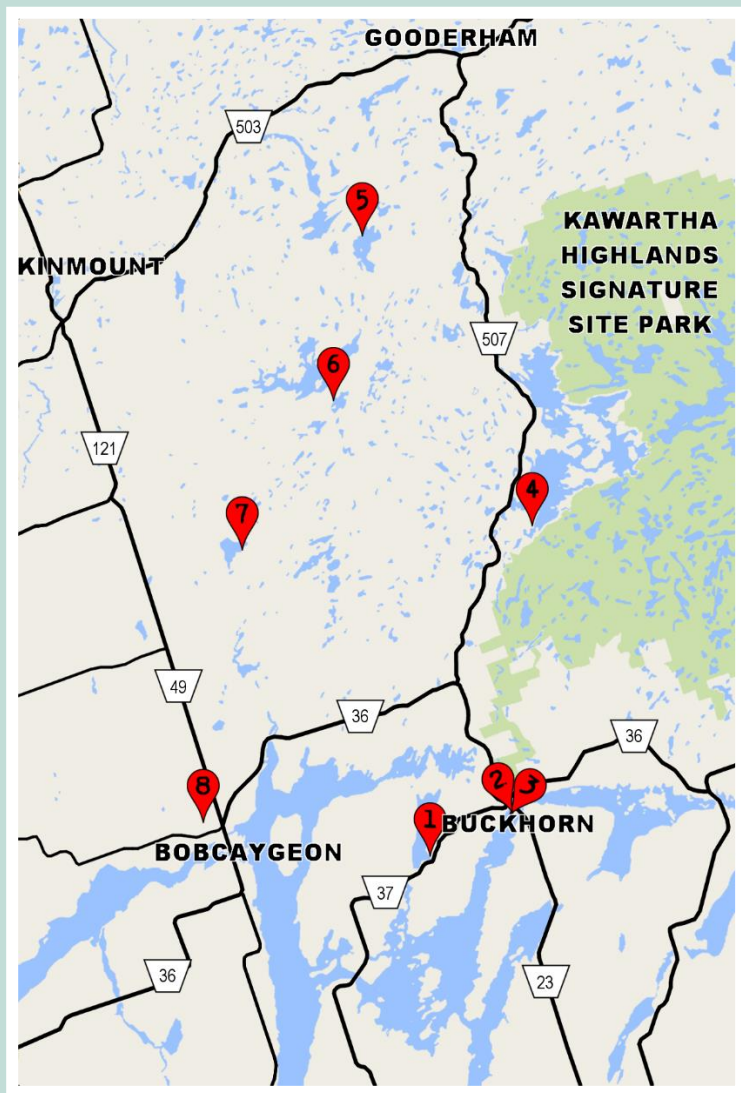 GOODERHAM
503
5
KAWARTHA
HIGHLANDS
SIGNATURE
SITE PARK
KINMOUNT
507
6
121
4
7
49
36
36
2
3
8
1
BUCKHORN
BOBCAYGEON
37
36
23